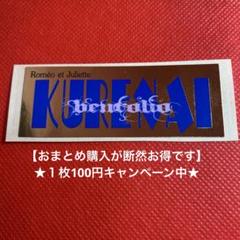 Roméo et Juliette
KURENAI
benfolio
【おまとめ購入が断然お得です】
★１枚100円キャンペーン中★